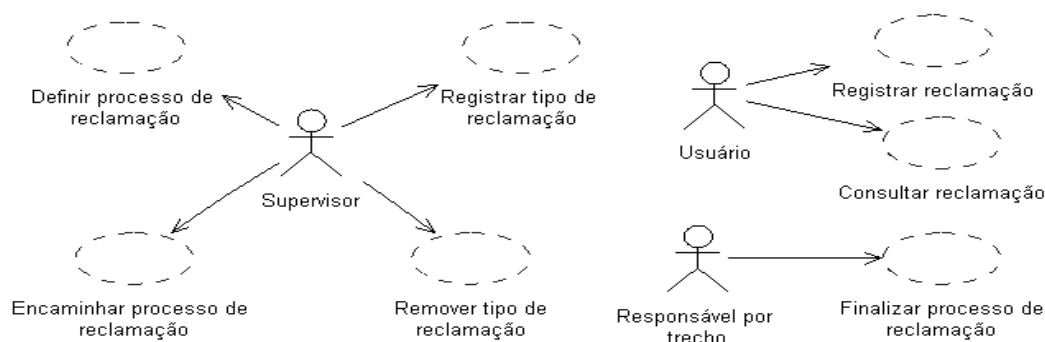 Definir processo de
reclamação
Registrar tipo de
reclamação
Supervisor
Encaminhar processo de
reclamação
Remover tipo de
reclamação
Registrar reclamação
Usuário
Consultar reclamação
Responsável por
trecho
Finalizar processo de
reclamação